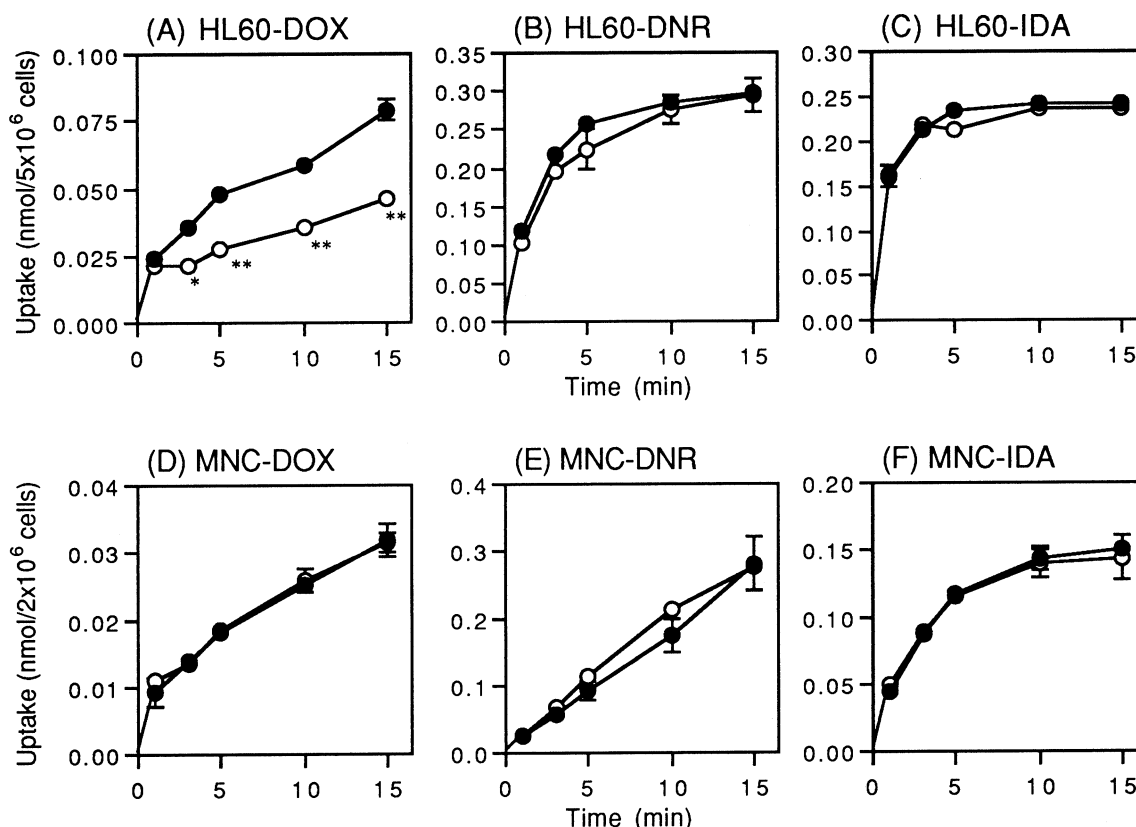 (A) HL60-DOX
(B) HL60-DNR
(C) HL60-IDA
Uptake (nmol/5x10⁶ cells)
0.100
0.075
0.050
0.025
0.000
*
**
**
**
0 5 10 15
0.30
0.25
0.20
0.15
0.10
0.05
0.00
0 5 10 15
0.30
0.25
0.20
0.15
0.10
0.05
0.00
0 5 10 15
Time (min)
(D) MNC-DOX
(E) MNC-DNR
(F) MNC-IDA
Uptake (nmol/2x10⁶ cells)
0.04
0.03
0.02
0.01
0.00
0 5 10 15
0.4
0.3
0.2
0.1
0.0
0 5 10 15
0.20
0.15
0.10
0.05
0.00
0 5 10 15
Time (min)